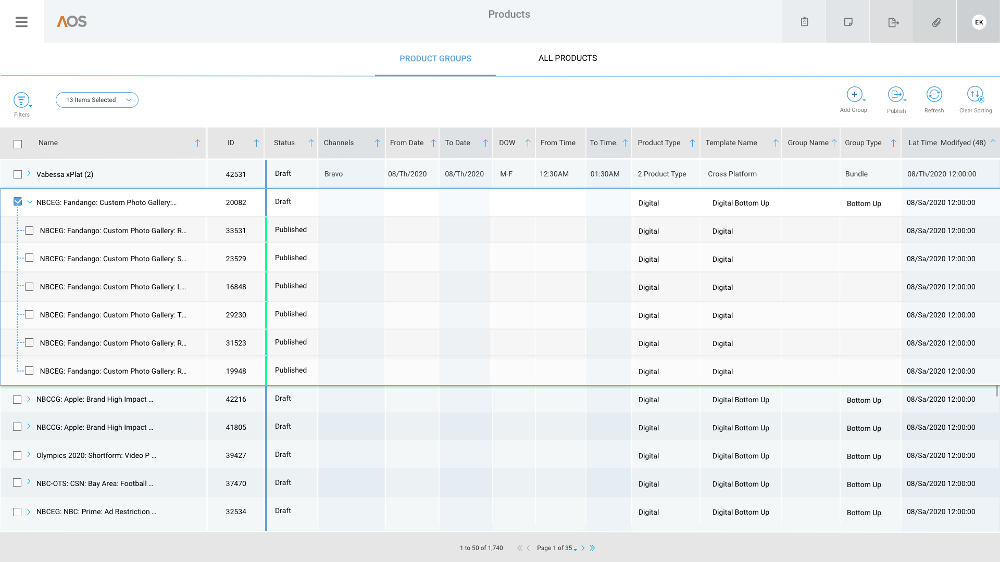 AOS
Products
EK
PRODUCT GROUPS
ALL PRODUCTS
Filters
13 Items Selected
Add Group
Publish
Refresh
Clear Sorting
Name ID Status Channels From Date To Date DOW From Time To Time. Product Type Template Name Group Name Group Type Lat Time Modifyed (48)
Vabessa xPlat (2) 42531 Draft Bravo 08/Th/2020 08/Th/2020 M-F 12:30AM 01:30AM 2 Product Type Cross Platform Bundle 08/Th/2020 12:00:00
NBCEG: Fandango: Custom Photo Gallery:... 20082 Draft Digital Digital Bottom Up Bottom Up 08/Sa/2020 12:00:00
NBCEG: Fandango: Custom Photo Gallery: R... 33531 Published Digital Digital 08/Sa/2020 12:00:00
NBCEG: Fandango: Custom Photo Gallery: S... 23529 Published Digital Digital 08/Sa/2020 12:00:00
NBCEG: Fandango: Custom Photo Gallery: L... 16848 Published Digital Digital 08/Sa/2020 12:00:00
NBCEG: Fandango: Custom Photo Gallery: T... 29230 Published Digital Digital 08/Sa/2020 12:00:00
NBCEG: Fandango: Custom Photo Gallery: R... 31523 Published Digital Digital 08/Sa/2020 12:00:00
NBCEG: Fandango: Custom Photo Gallery: R... 19948 Published Digital Digital 08/Sa/2020 12:00:00
NBCCG: Apple: Brand High Impact ... 42216 Draft Digital Digital Bottom Up Bottom Up 08/Sa/2020 12:00:00
NBCCG: Apple: Brand High Impact ... 41805 Draft Digital Digital Bottom Up Bottom Up 08/Sa/2020 12:00:00
Olympics 2020: Shortform: Video P ... 39427 Draft Digital Digital Bottom Up Bottom Up 08/Sa/2020 12:00:00
NBC-OTS: CSN: Bay Area: Football ... 37470 Draft Digital Digital Bottom Up Bottom Up 08/Sa/2020 12:00:00
NBCEG: NBC: Prime: Ad Restriction ... 32534 Draft Digital Digital Bottom Up Bottom Up 08/Sa/2020 12:00:00
1 to 50 of 1,740 Page 1 of 35